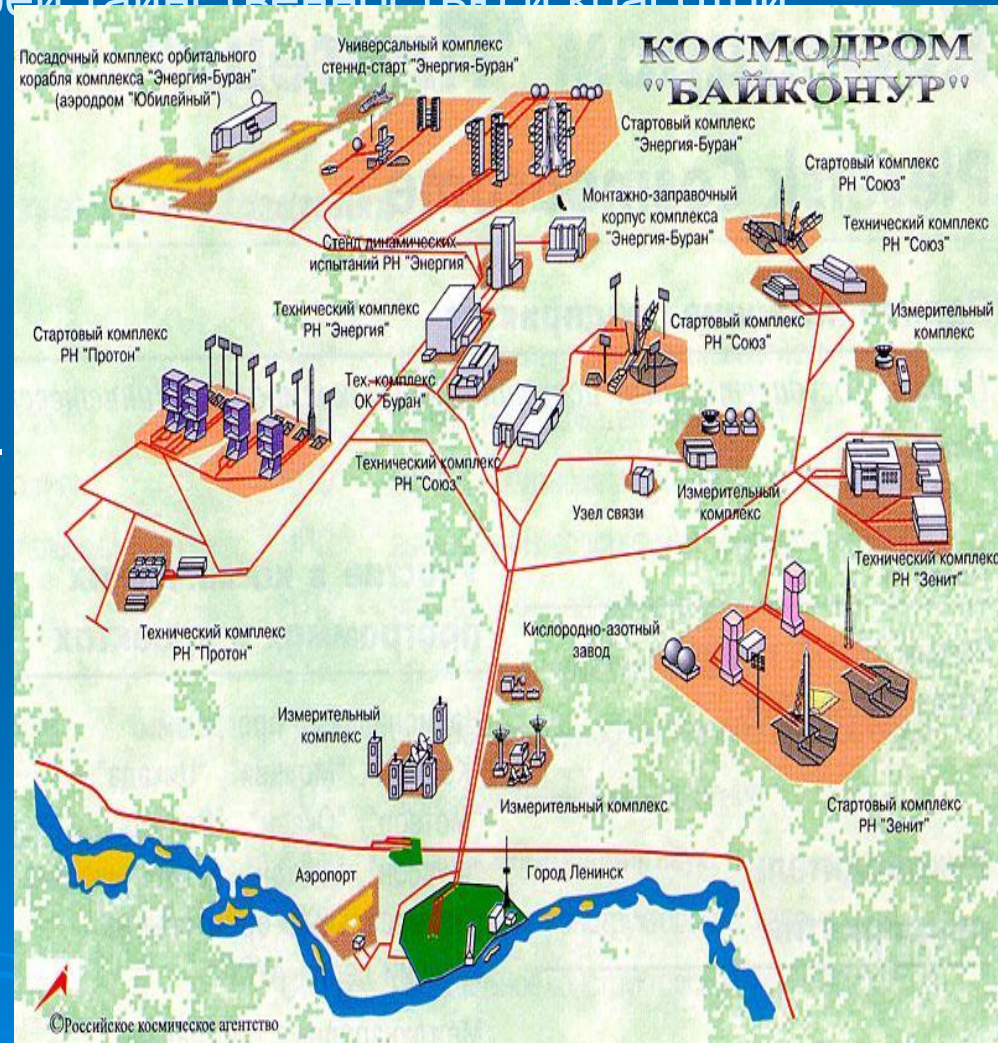 таинственностью и красотой
КОСМОДРОМ
"БАЙКОНУР"
Посадочный комплекс орбитального
корабля комплекса "Энергия-Буран"
(аэродром "Юбилейный")
Универсальный комплекс
стеннд-старт "Энергия-Буран"
Стартовый комплекс
"Энергия-Буран"
Стартовый комплекс
РН "Союз"
Монтажно-заправочный
корпус комплекса
"Энергия-Буран"
Технический комплекс
РН "Союз"
Стенд динамических
испытаний РН "Энергия"
Измерительный
комплекс
Технический комплекс
РН "Энергия"
Стартовый комплекс
РН "Союз"
Стартовый комплекс
РН "Протон"
Тех. комплекс
ОК "Буран"
Технический комплекс
РН "Союз"
Узел связи
Измерительный
комплекс
Технический комплекс
РН "Зенит"
Технический комплекс
РН "Протон"
Кислородно-азотный
завод
Измерительный
комплекс
Измерительный комплекс
Стартовый комплекс
РН "Зенит"
Аэропорт
Город Ленинск
©Российское космическое агентство